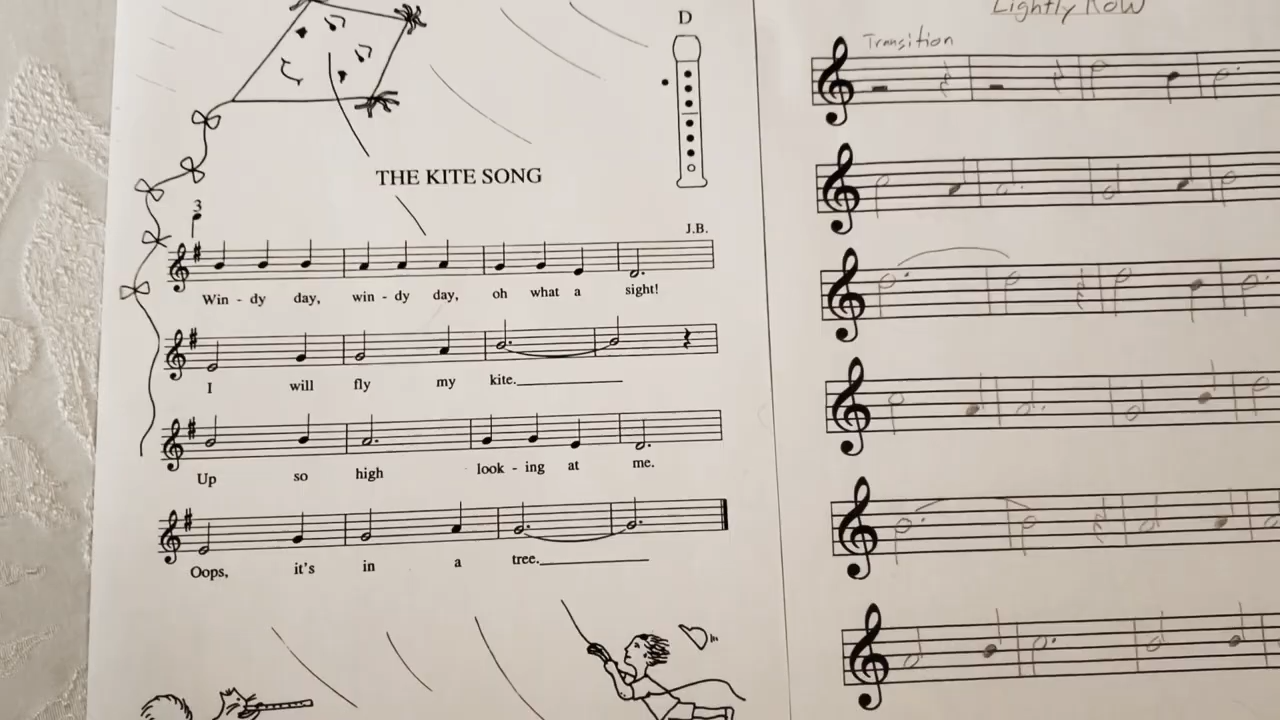 D
THE KITE SONG
3
J.B.
Win - dy day, win - dy day, oh what a sight!
I will fly my kite.
Up so high look - ing at me.
Oops, it's in a tree.
Lightly Row
Transition